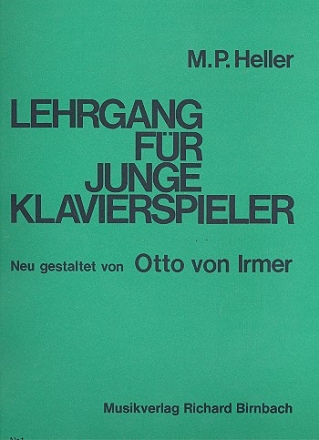 M.P. Heller
LEHRGANG
FÜR
JUNGE
KLAVIERSPIELER
Neu gestaltet von Otto von Irmer
Musikverlag Richard Birnbach